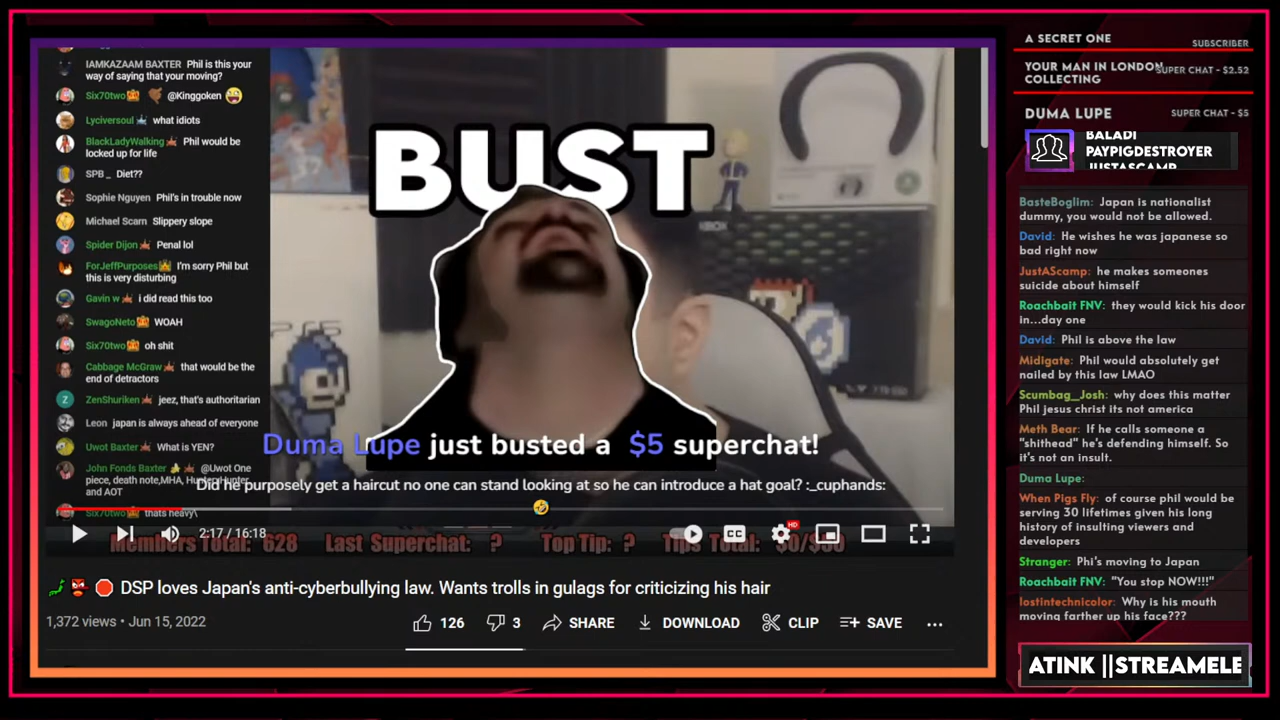 IAMKAZAAM BAXTER Phil is this your
way of saying that your moving?
Six70two @Kinggoken
Lyciversoul what idiots
BlackLadyWalking Phil would be
locked up for life
SPB_ Diet??
Sophie Nguyen Phil's in trouble now
Michael Scarn Slippery slope
Spider Dijon Penal lol
ForJeffPurposes I'm sorry Phil but
this is very disturbing
Gavin w i did read this too
SwagoNeto WOAH
Six70two oh shit
Cabbage McGraw that would be the
end of detractors
Z ZenShuriken jeez, that's authoritarian
Leon japan is always ahead of everyone
Uwot Baxter What is YEN?
John Fonds Baxter @Uwot One
piece, death note,MHA, HunterxHunter
and AOT
Six70two thats heavy\
BUST
XBOX
Duma Lupe just busted a $5 superchat!
Did he purposely get a haircut no one can stand looking at so he can introduce a hat goal? :_cuphands:
2:17 / 16:18
CC
HD
Members Total: 628 Last Superchat: ? Top Tip: ? Tips Total: $0/$50
DSP loves Japan's anti-cyberbullying law. Wants trolls in gulags for criticizing his hair
1,372 views • Jun 15, 2022
126
3
SHARE
DOWNLOAD
CLIP
SAVE
A SECRET ONE SUBSCRIBER
YOUR MAN IN LONDON SUPER CHAT - $2.52
COLLECTING
DUMA LUPE SUPER CHAT - $5
BALADI
PAYPIGDESTROYER
JUSTASCAMP
BasteBoglim: Japan is nationalist
dummy, you would not be allowed.
David: He wishes he was japanese so
bad right now
JustAScamp: he makes someones
suicide about himself
Roachbait FNV: they would kick his door
in...day one
David: Phil is above the law
Midigate: Phil would absolutely get
nailed by this law LMAO
Scumbag__Josh: why does this matter
Phil jesus christ its not america
Meth Bear: If he calls someone a
"shithead" he's defending himself. So
it's not an insult.
Duma Lupe:
When Pigs Fly: of course phil would be
serving 30 lifetimes given his long
history of insulting viewers and
developers
Stranger: Phi's moving to Japan
Roachbait FNV: "You stop NOW!!!"
lostintechnicolor: Why is his mouth
moving farther up his face???
ATINK ||STREAMELE